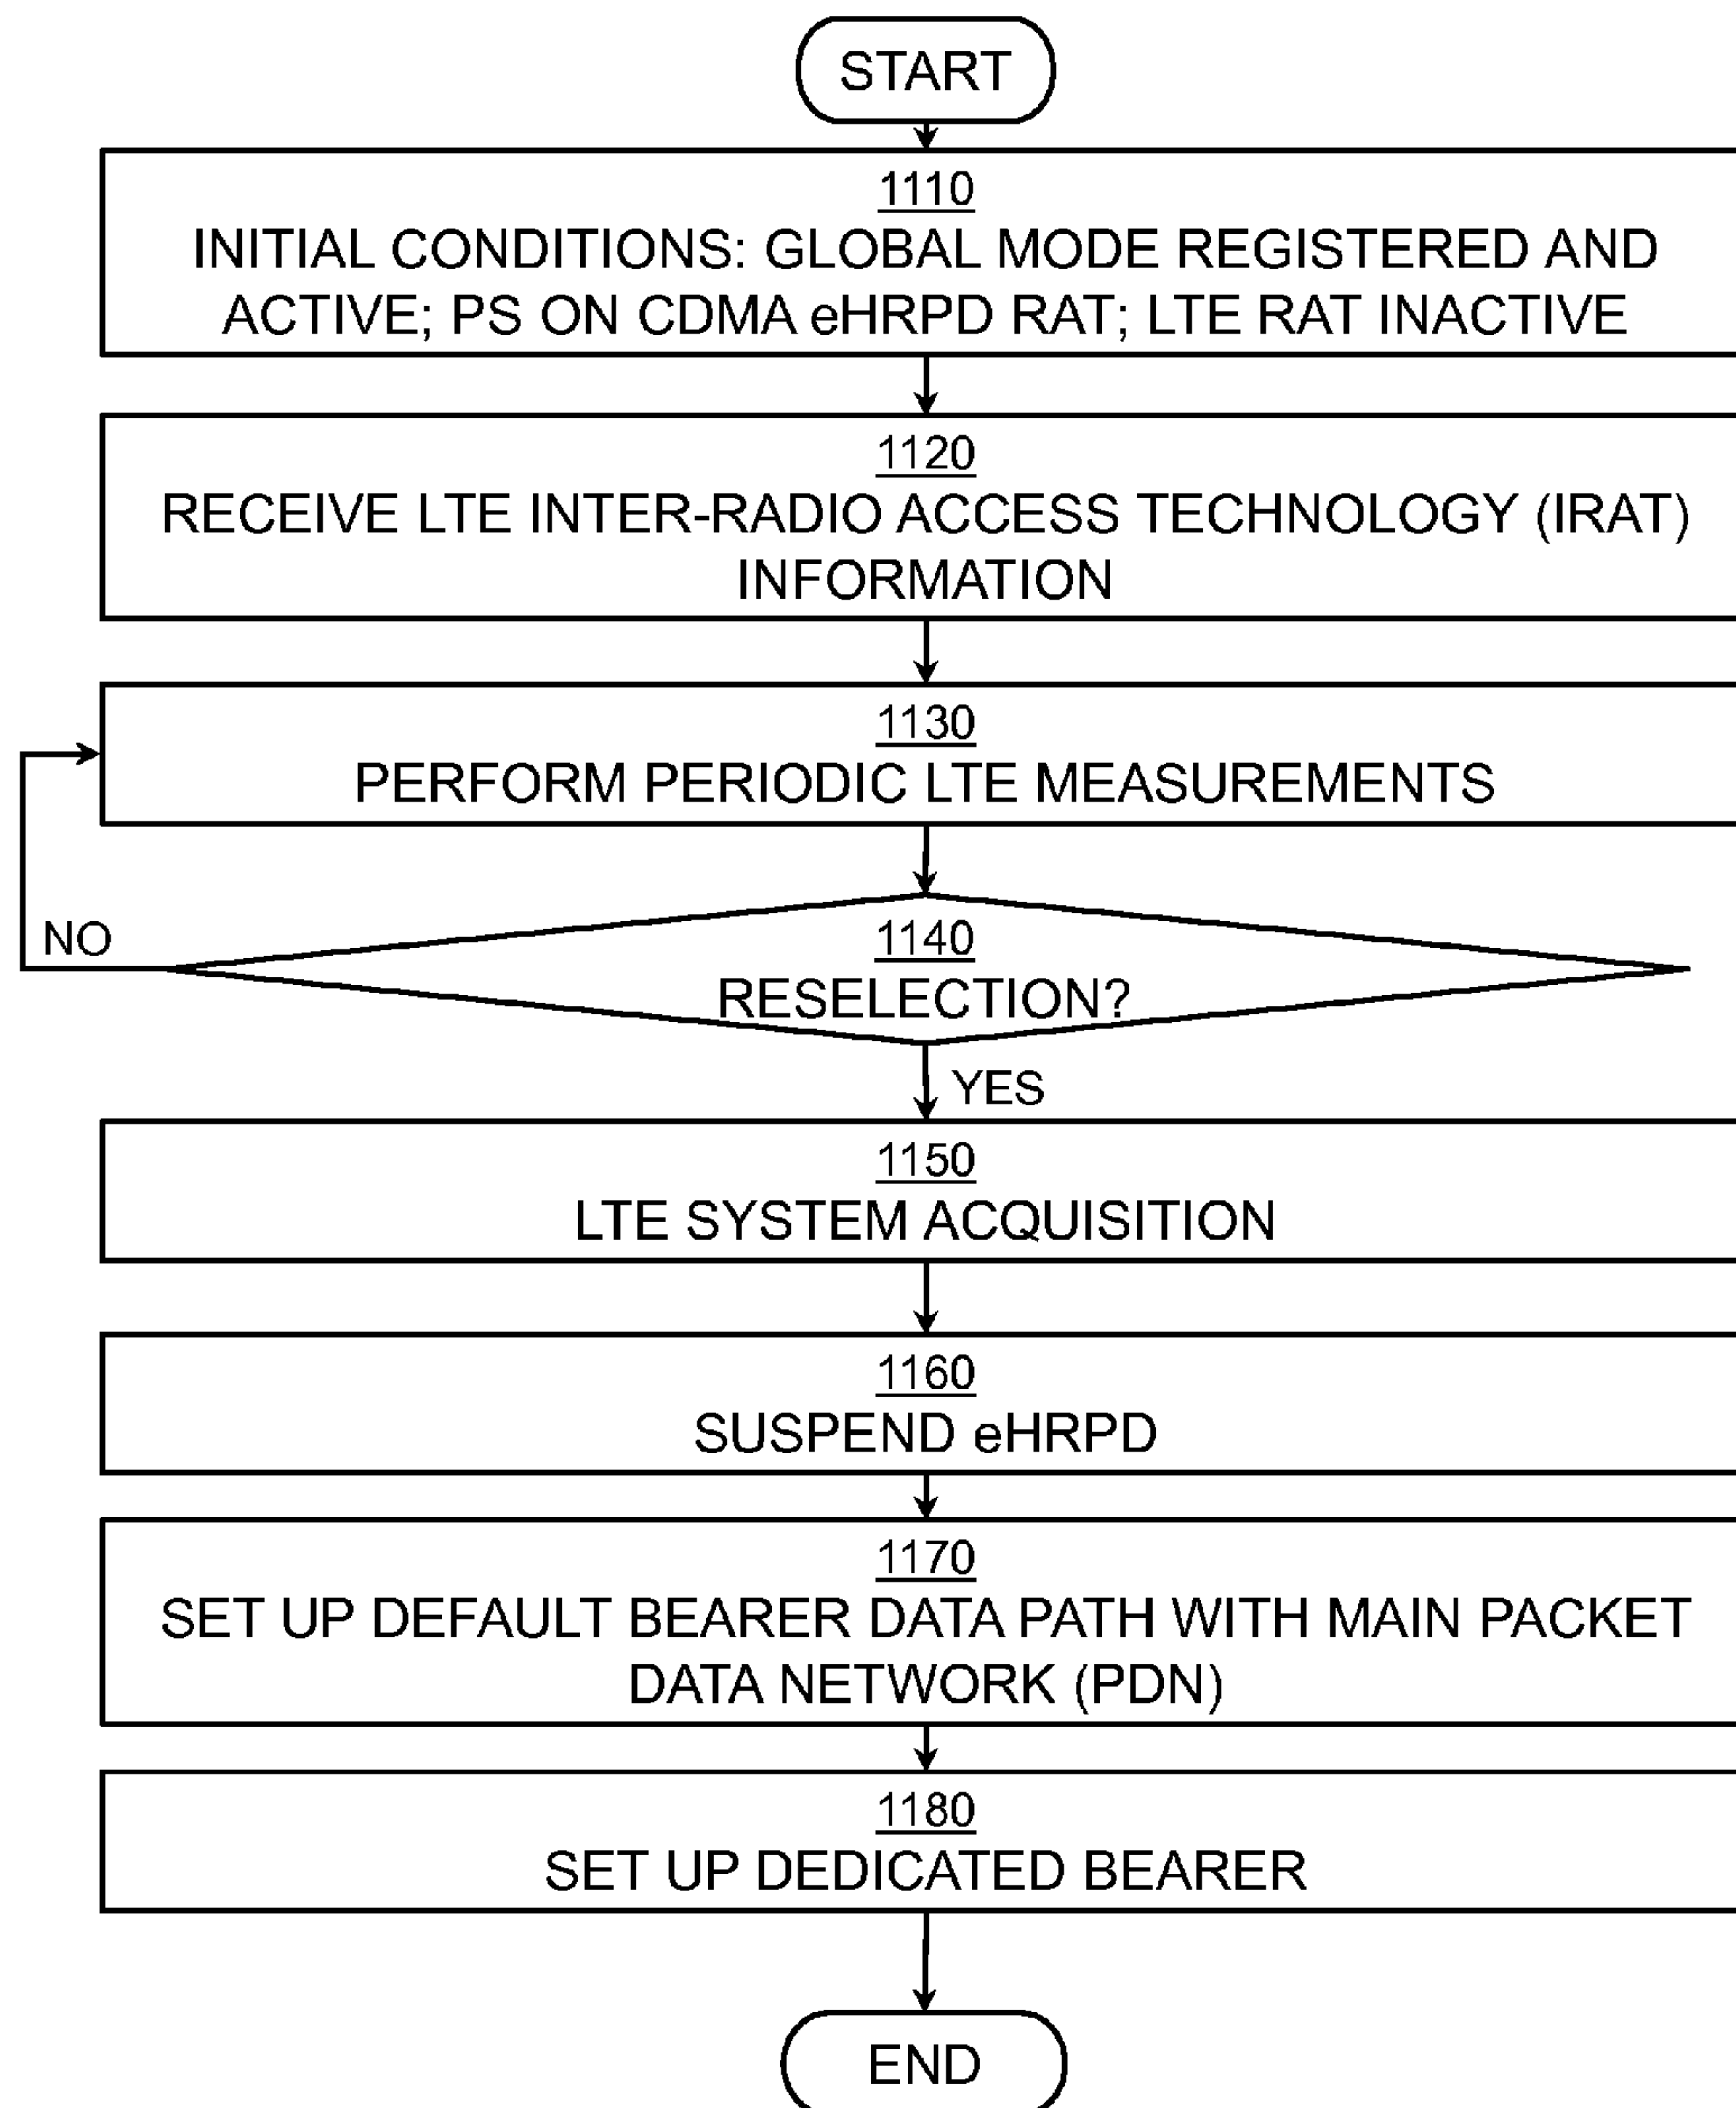 START
1110
INITIAL CONDITIONS: GLOBAL MODE REGISTERED AND
ACTIVE; PS ON CDMA eHRPD RAT; LTE RAT INACTIVE
1120
RECEIVE LTE INTER-RADIO ACCESS TECHNOLOGY (IRAT)
INFORMATION
1130
PERFORM PERIODIC LTE MEASUREMENTS
NO
1140
RESELECTION?
YES
1150
LTE SYSTEM ACQUISITION
1160
SUSPEND eHRPD
1170
SET UP DEFAULT BEARER DATA PATH WITH MAIN PACKET
DATA NETWORK (PDN)
1180
SET UP DEDICATED BEARER
END